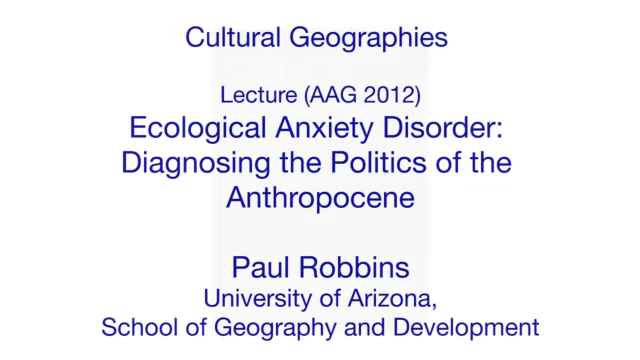 Cultural Geographies
Lecture (AAG 2012)
Ecological Anxiety Disorder:
Diagnosing the Politics of the
Anthropocene
Paul Robbins
University of Arizona,
School of Geography and Development